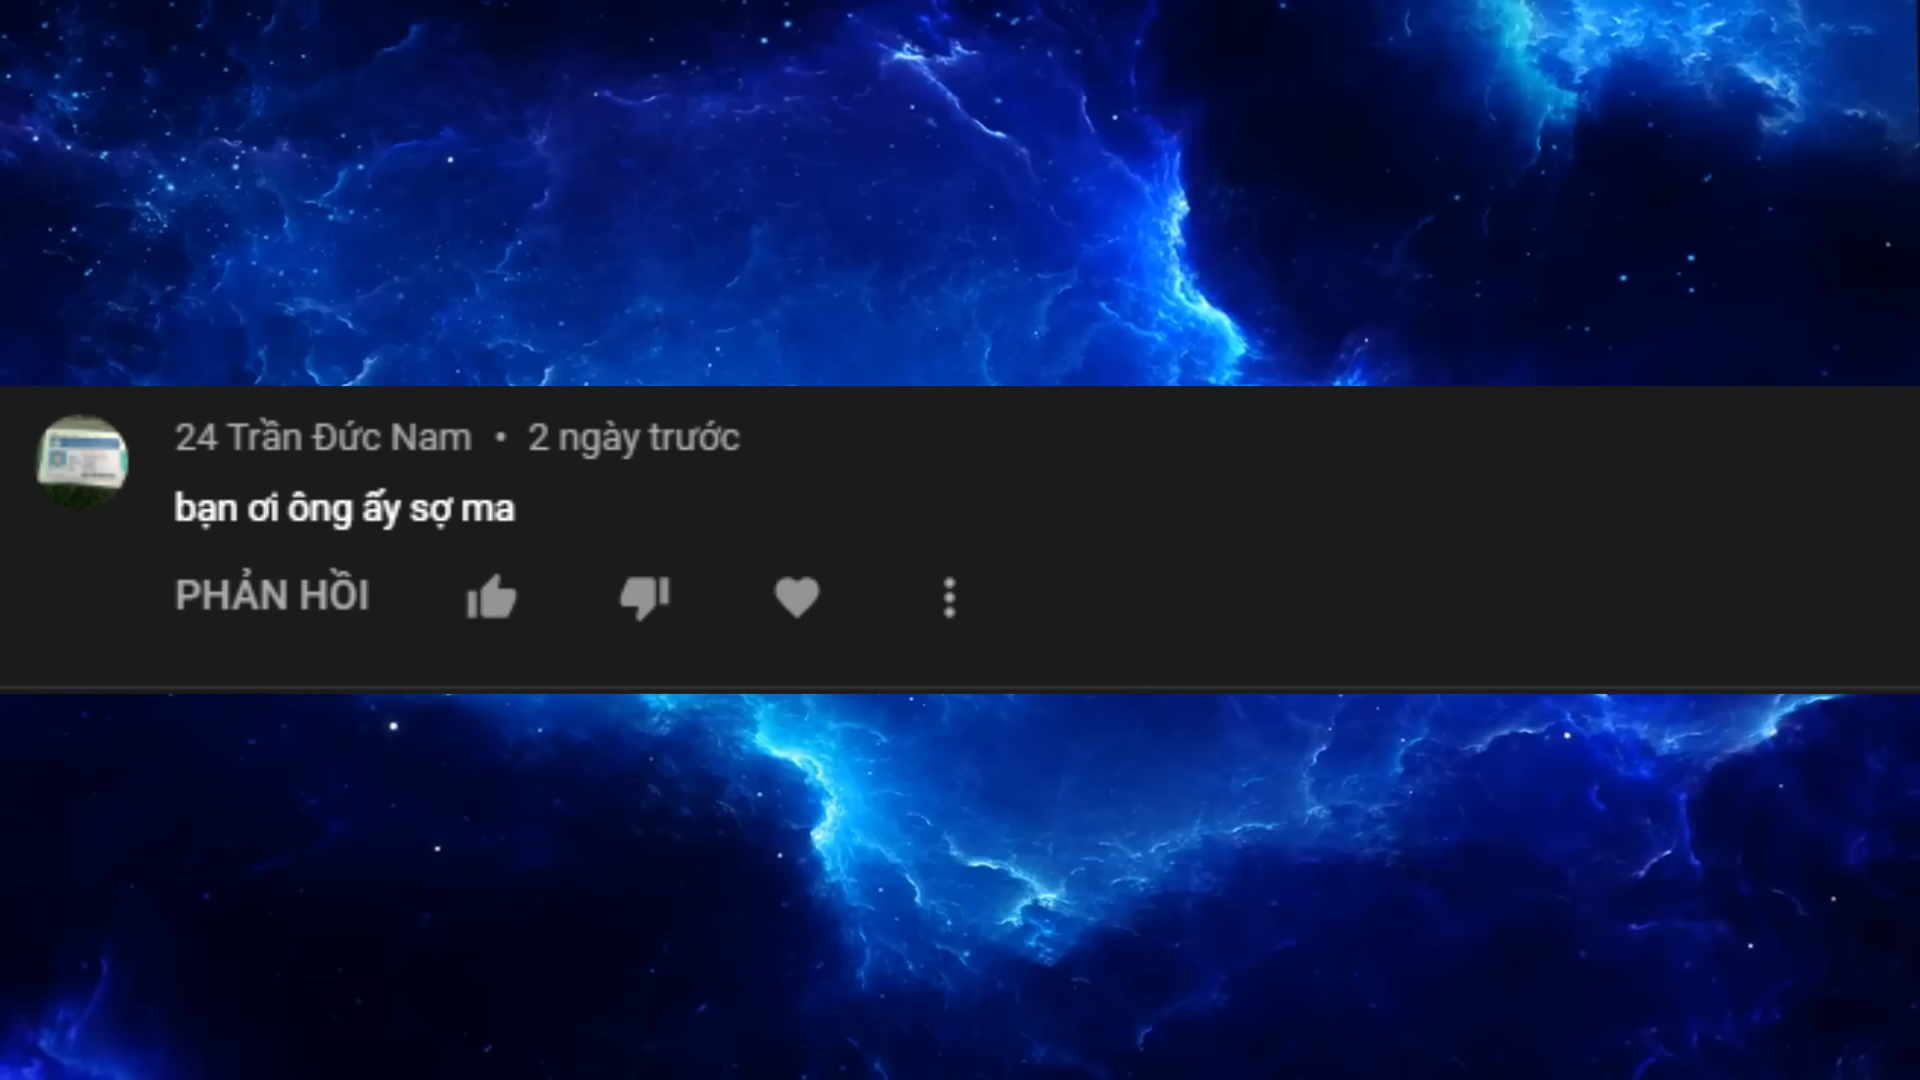 24 Trần Đức Nam • 2 ngày trước
bạn ơi ông ấy sợ ma
PHẢN HỒI